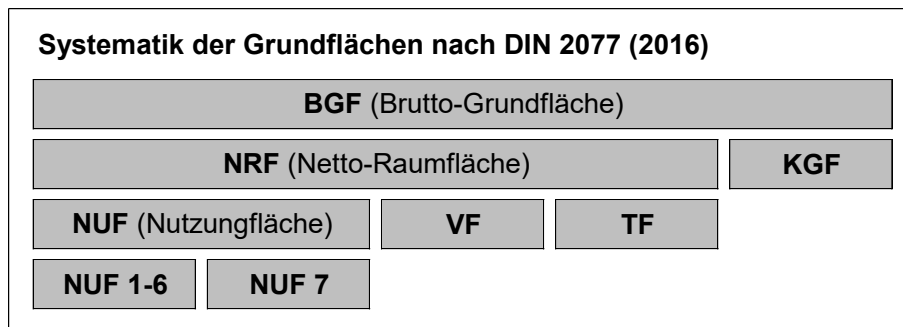 Systematik der Grundflächen nach DIN 2077 (2016)
BGF (Brutto-Grundfläche)
NRF (Netto-Raumfläche) KGF
NUF (Nutzungfläche) VF TF
NUF 1-6 NUF 7